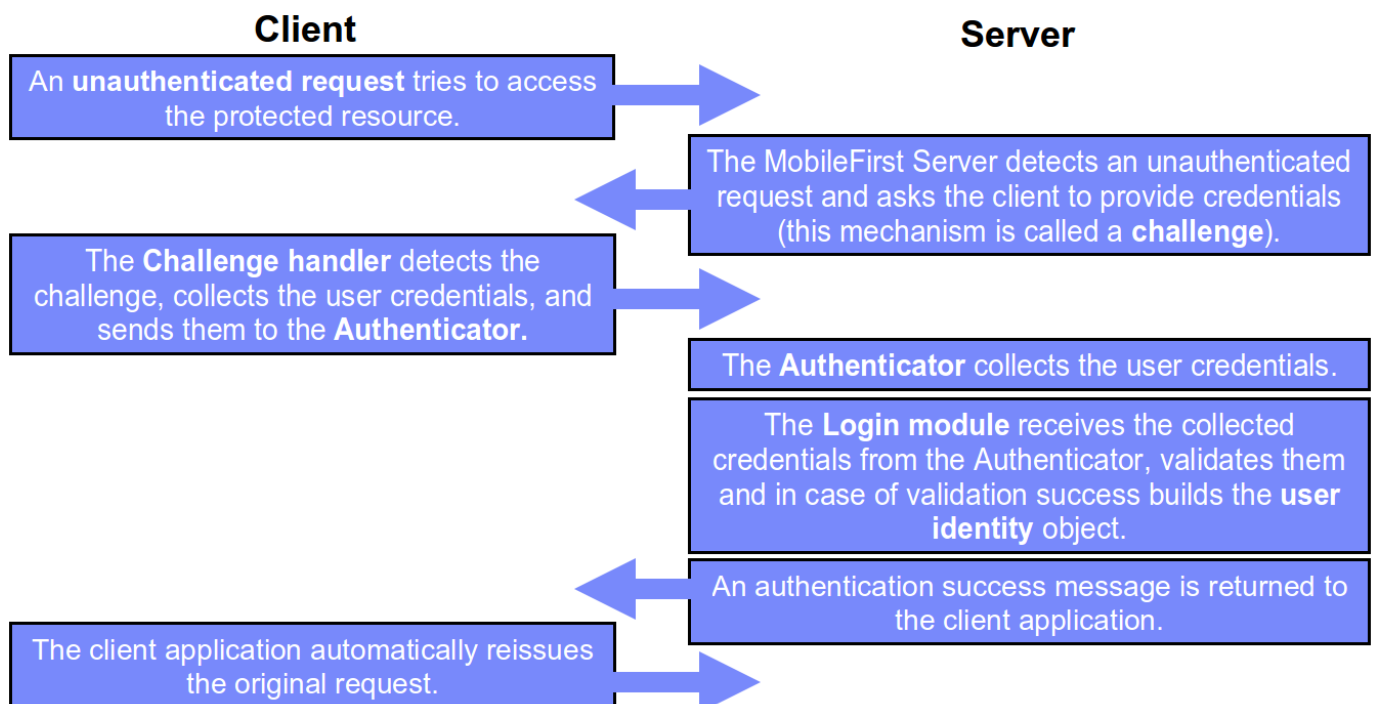 Client
Server
An unauthenticated request tries to access
the protected resource.
The MobileFirst Server detects an unauthenticated
request and asks the client to provide credentials
(this mechanism is called a challenge).
The Challenge handler detects the
challenge, collects the user credentials, and
sends them to the Authenticator.
The Authenticator collects the user credentials.
The Login module receives the collected
credentials from the Authenticator, validates them
and in case of validation success builds the user
identity object.
An authentication success message is returned to
the client application.
The client application automatically reissues
the original request.